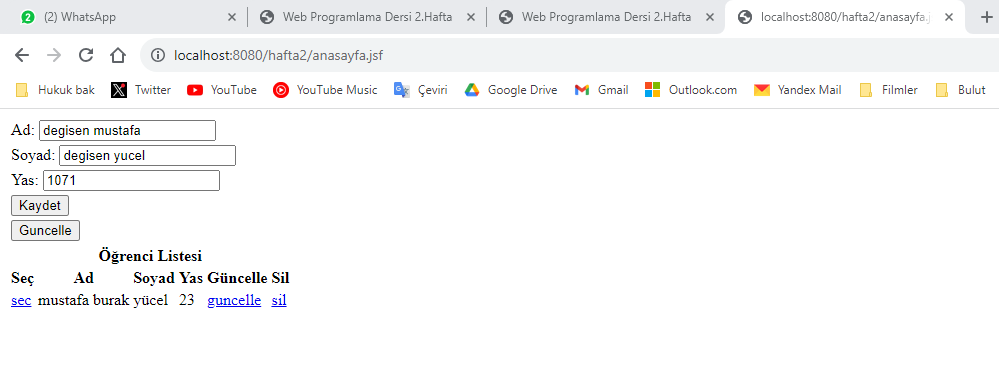 2 (2) WhatsApp
Web Programlama Dersi 2.Hafta
Web Programlama Dersi 2.Hafta
localhost:8080/hafta2/anasayfa.jsf
localhost:8080/hafta2/anasayfa.jsf
Hukuk bak Twitter YouTube YouTube Music Çeviri Google Drive Gmail Outlook.com Yandex Mail Filmler Bulut
Ad: degisen mustafa
Soyad: degisen yucel
Yas: 1071
Kaydet
Guncelle
Öğrenci Listesi
Seç Ad Soyad Yas Güncelle Sil
sec mustafa burak yücel 23 guncelle sil